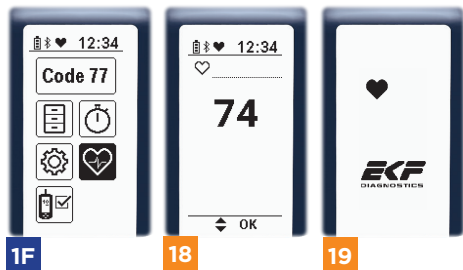 12:34
Code 77
1F
12:34
74
OK
18
EKF
DIAGNOSTICS
19